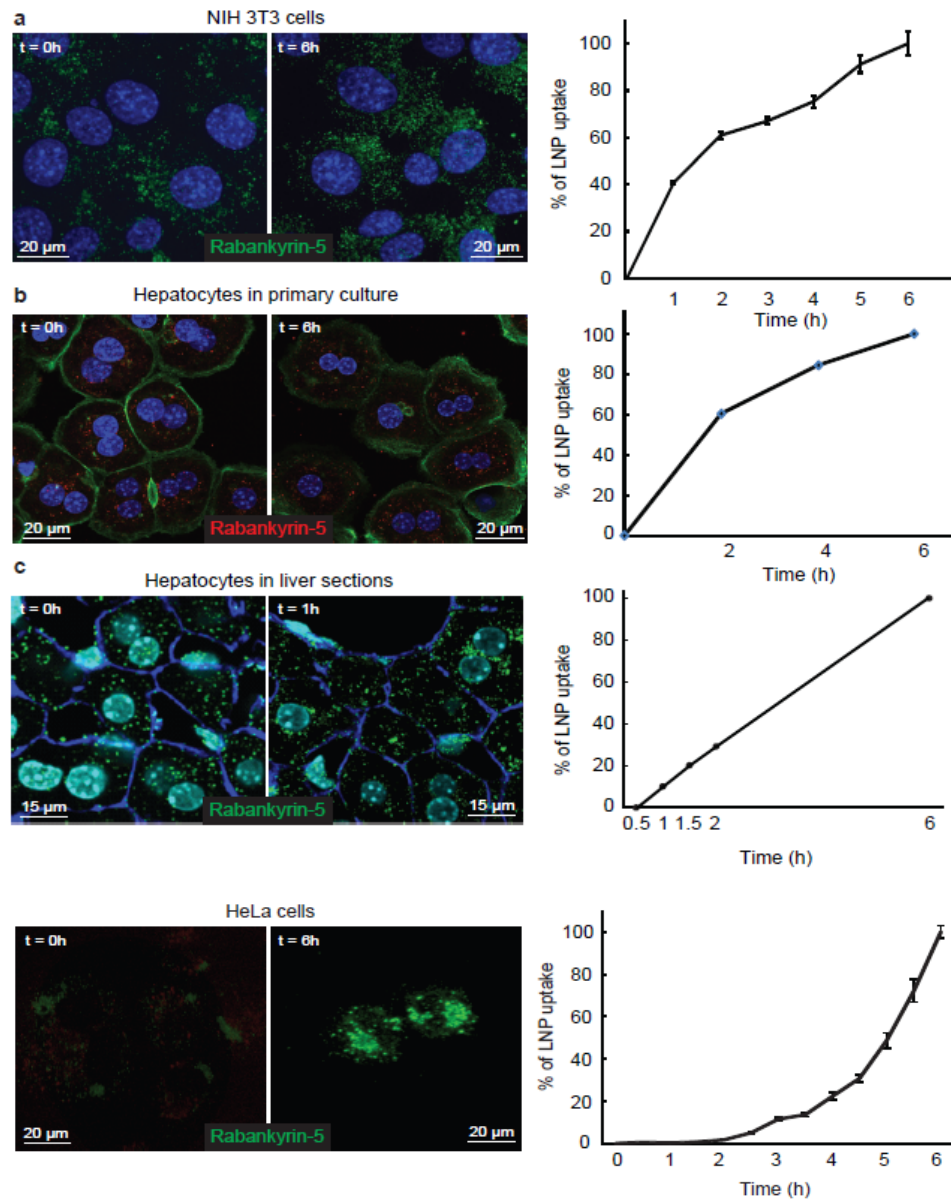 a
NIH 3T3 cells
t = 0h
t = 6h
20 µm
Rabankyrin-5
20 µm
% of LNP uptake
100
80
60
40
20
0
1 2 3 4 5 6
Time (h)
b
Hepatocytes in primary culture
t = 0h
t = 6h
20 µm
Rabankyrin-5
20 µm
% of LNP uptake
100
80
60
40
20
0
2 4 6
Time (h)
c
Hepatocytes in liver sections
t = 0h
t = 1h
15 µm
Rabankyrin-5
15 µm
% of LNP uptake
100
80
60
40
20
0
0.5 1 1.5 2 6
Time (h)
HeLa cells
t = 0h
t = 6h
20 µm
Rabankyrin-5
20 µm
% of LNP uptake
100
80
60
40
20
0
0 1 2 3 4 5 6
Time (h)